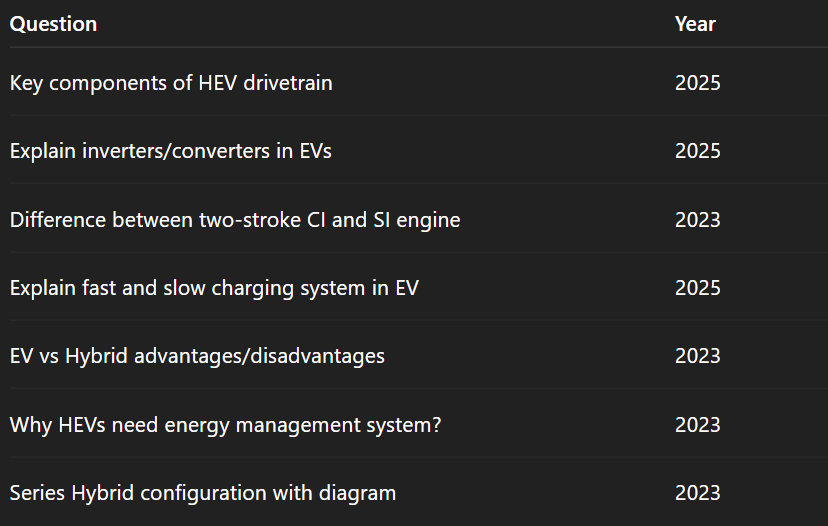 Question Year
Key components of HEV drivetrain 2025
Explain inverters/converters in EVs 2025
Difference between two-stroke CI and SI engine 2023
Explain fast and slow charging system in EV 2025
EV vs Hybrid advantages/disadvantages 2023
Why HEVs need energy management system? 2023
Series Hybrid configuration with diagram 2023